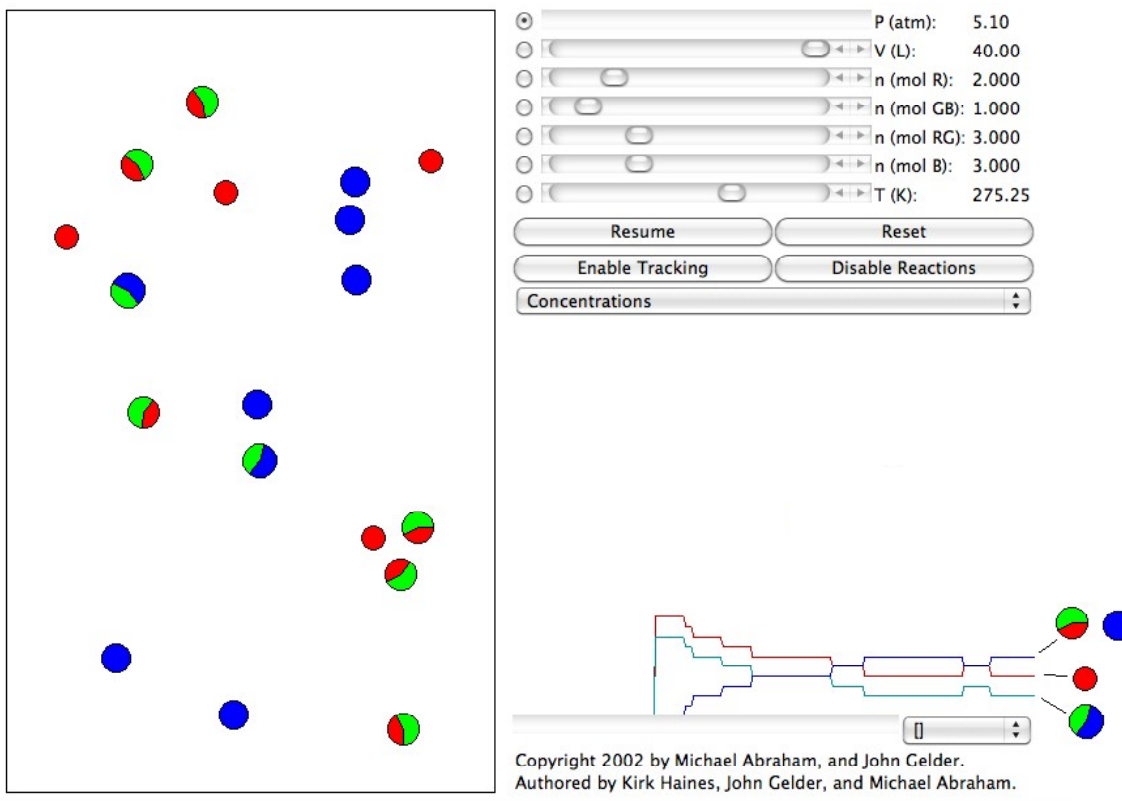 P (atm): 5.10
V (L): 40.00
n (mol R): 2.000
n (mol GB): 1.000
n (mol RG): 3.000
n (mol B): 3.000
T (K): 275.25
Resume Reset
Enable Tracking Disable Reactions
Concentrations
[]
Copyright 2002 by Michael Abraham, and John Gelder.
Authored by Kirk Haines, John Gelder, and Michael Abraham.